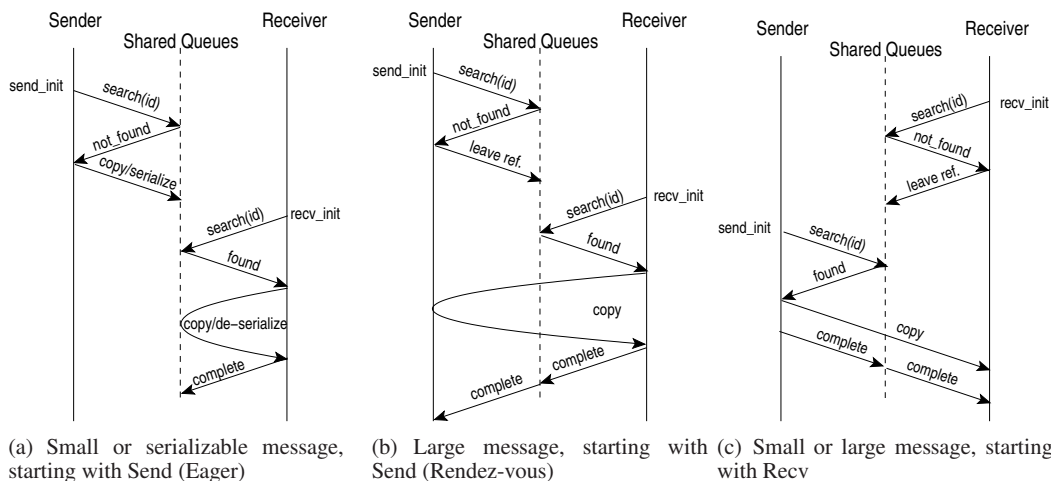 Sender
Receiver
Shared Queues
send_init
search(id)
not_found
copy/serialize
recv_init
search(id)
found
copy/de-serialize
complete
(a) Small or serializable message,
starting with Send (Eager)
Sender
Receiver
Shared Queues
send_init
search(id)
not_found
leave ref.
recv_init
search(id)
found
copy
complete
complete
(b) Large message, starting with
Send (Rendez-vous)
Sender
Receiver
Shared Queues
search(id)
recv_init
not_found
leave ref.
send_init
search(id)
found
copy
complete
complete
(c) Small or large message, starting
with Recv